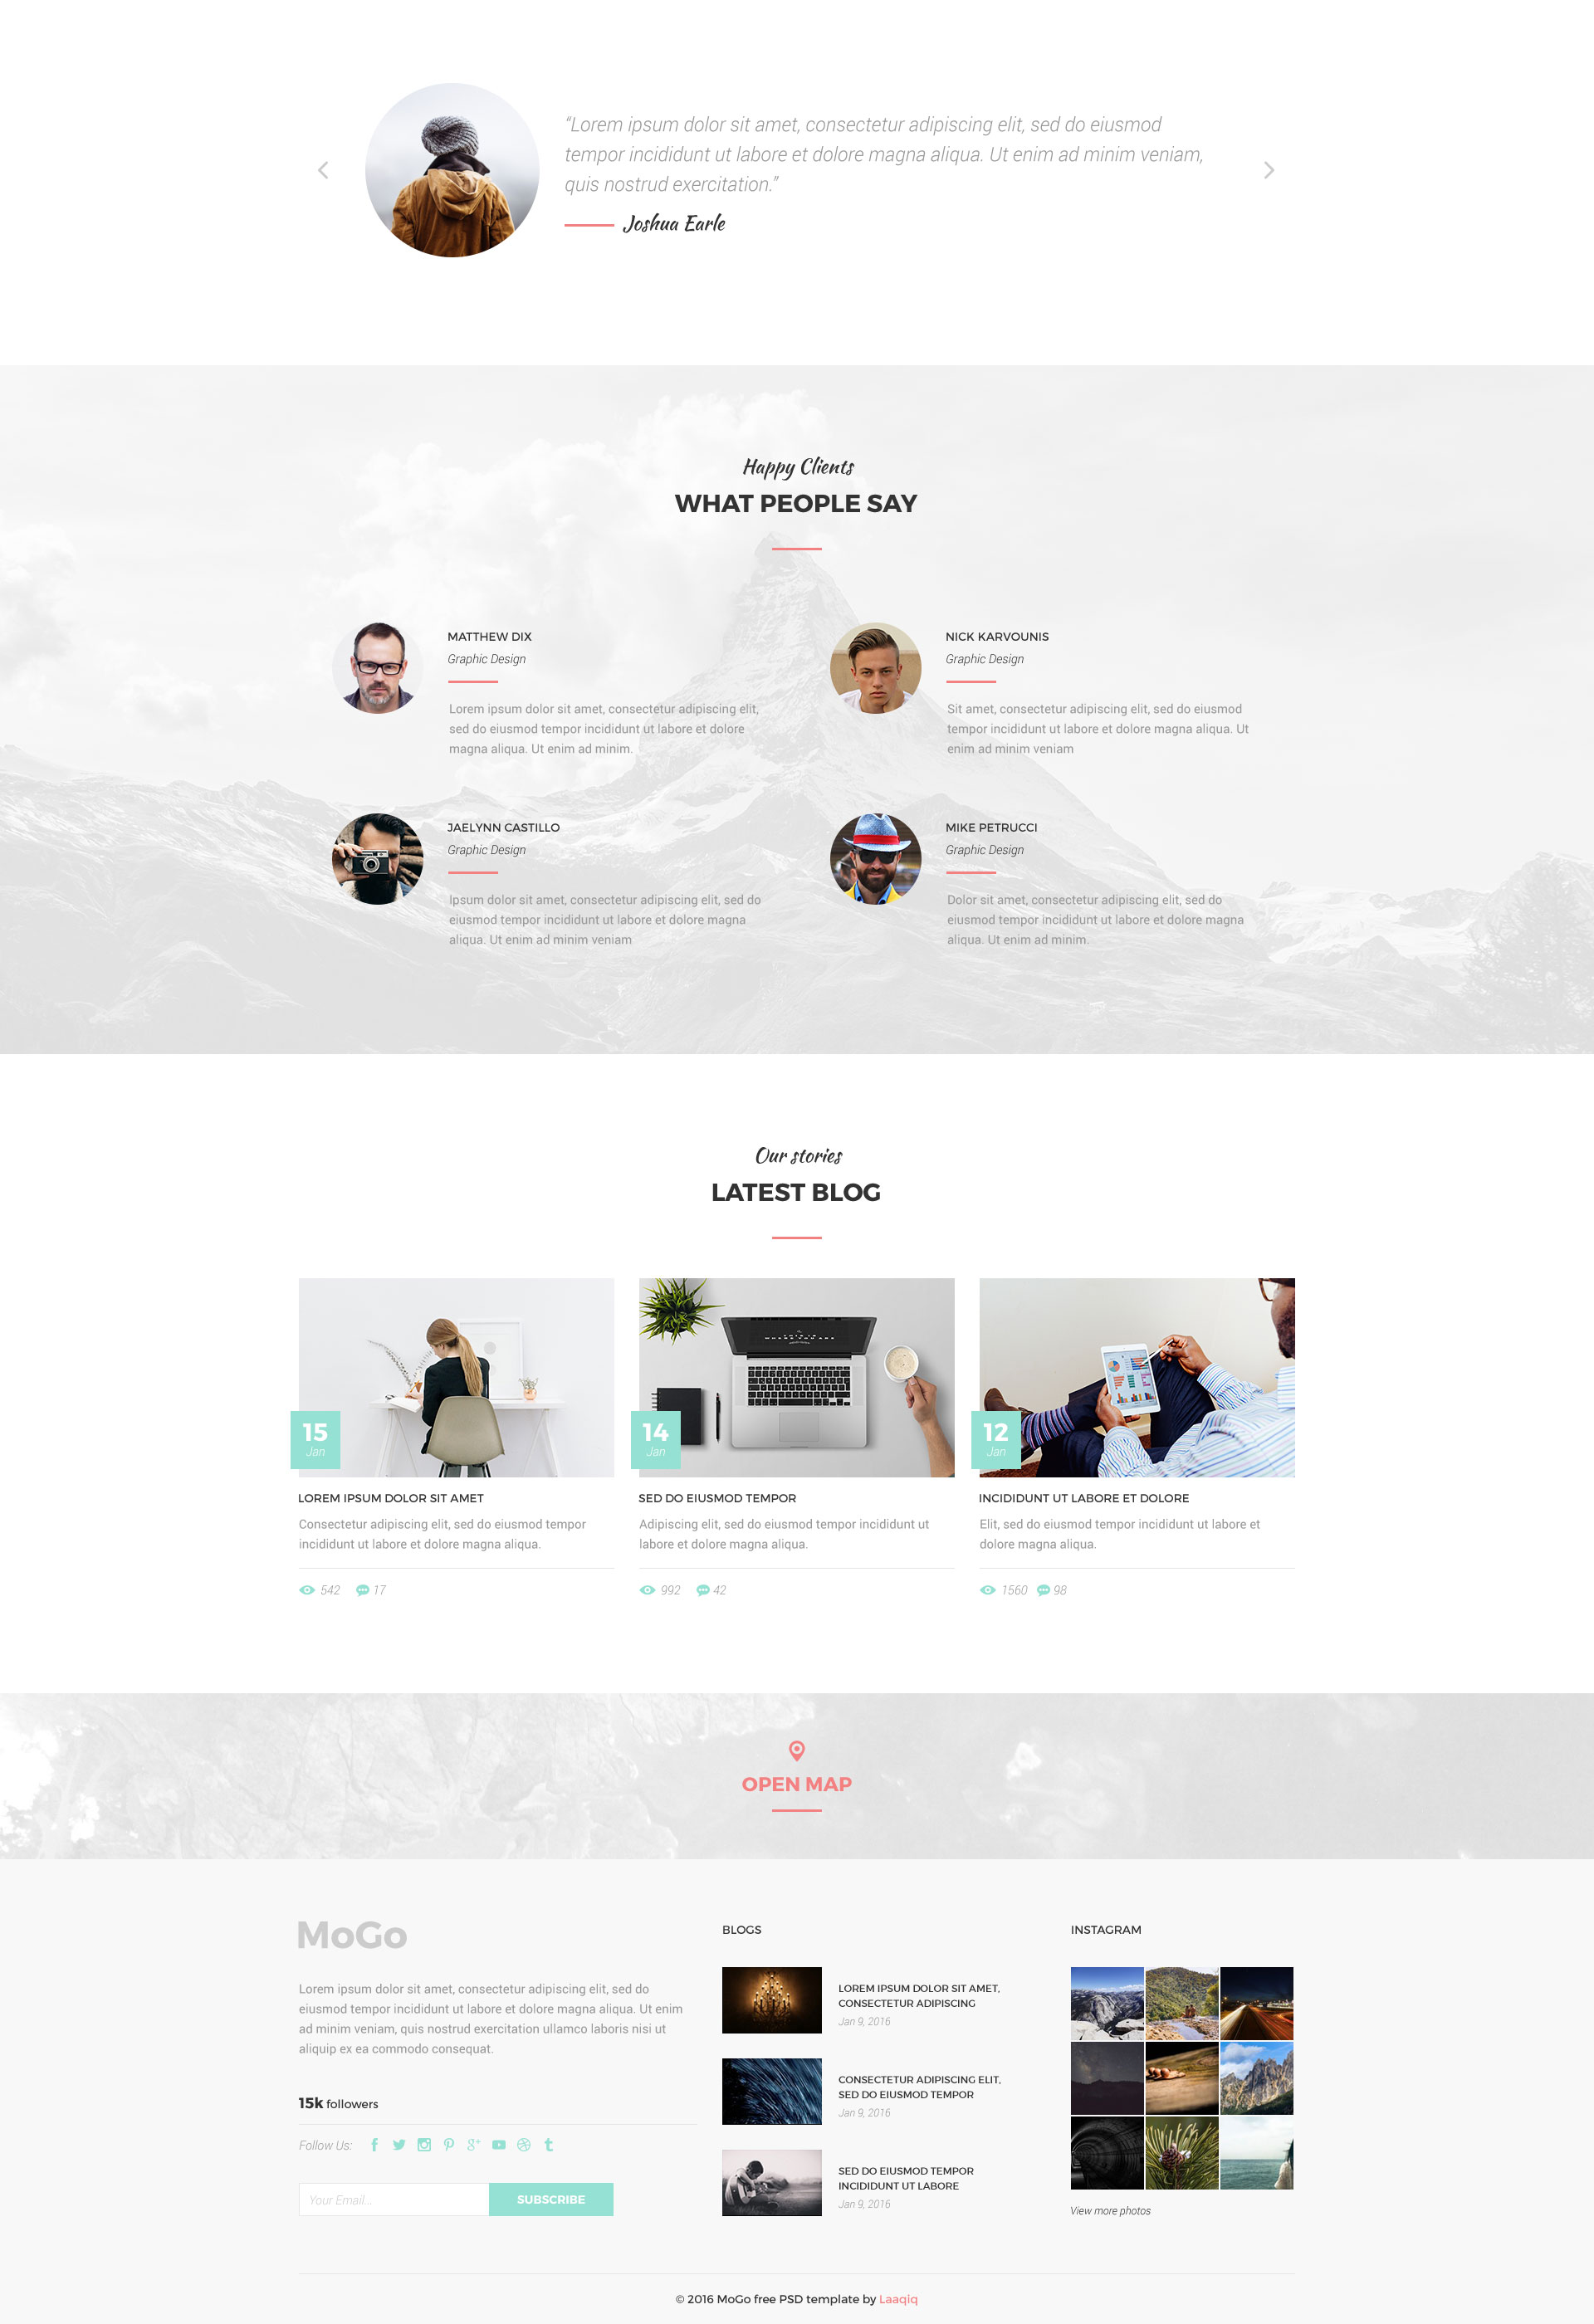 “Lorem ipsum dolor sit amet, consectetur adipiscing elit, sed do eiusmod
tempor incididunt ut labore et dolore magna aliqua. Ut enim ad minim veniam,
quis nostrud exercitation.”
Joshua Earle
Happy Clients
WHAT PEOPLE SAY
MATTHEW DIX
Graphic Design
Lorem ipsum dolor sit amet, consectetur adipiscing elit,
sed do eiusmod tempor incididunt ut labore et dolore
magna aliqua. Ut enim ad minim.
NICK KARVOUNIS
Graphic Design
Sit amet, consectetur adipiscing elit, sed do eiusmod
tempor incididunt ut labore et dolore magna aliqua. Ut
enim ad minim veniam
JAELYNN CASTILLO
Graphic Design
Ipsum dolor sit amet, consectetur adipiscing elit, sed do
eiusmod tempor incididunt ut labore et dolore magna
aliqua. Ut enim ad minim veniam
MIKE PETRUCCI
Graphic Design
Dolor sit amet, consectetur adipiscing elit, sed do
eiusmod tempor incididunt ut labore et dolore magna
aliqua. Ut enim ad minim.
Our stories
LATEST BLOG
15
Jan
LOREM IPSUM DOLOR SIT AMET
Consectetur adipiscing elit, sed do eiusmod tempor
incididunt ut labore et dolore magna aliqua.
542 17
14
Jan
SED DO EIUSMOD TEMPOR
Adipiscing elit, sed do eiusmod tempor incididunt ut
labore et dolore magna aliqua.
992 42
12
Jan
INCIDIDUNT UT LABORE ET DOLORE
Elit, sed do eiusmod tempor incididunt ut labore et
dolore magna aliqua.
1560 98
OPEN MAP
MoGo
Lorem ipsum dolor sit amet, consectetur adipiscing elit, sed do
eiusmod tempor incididunt ut labore et dolore magna aliqua. Ut enim
ad minim veniam, quis nostrud exercitation ullamco laboris nisi ut
aliquip ex ea commodo consequat.
15k followers
Follow Us:
Your Email...
SUBSCRIBE
BLOGS
LOREM IPSUM DOLOR SIT AMET,
CONSECTETUR ADIPISCING
Jan 9, 2016
CONSECTETUR ADIPISCING ELIT,
SED DO EIUSMOD TEMPOR
Jan 9, 2016
SED DO EIUSMOD TEMPOR
INCIDIDUNT UT LABORE
Jan 9, 2016
INSTAGRAM
View more photos
© 2016 MoGo free PSD template by Laaqiq